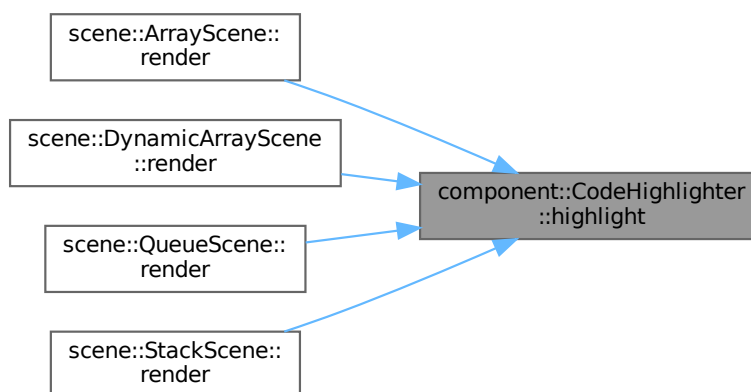 scene::ArrayScene::
render
scene::DynamicArrayScene
::render
component::CodeHighlighter
::highlight
scene::QueueScene::
render
scene::StackScene::
render